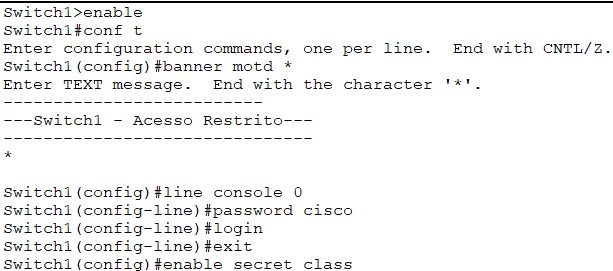 Switch1>enable
Switch1#conf t
Enter configuration commands, one per line.  End with CNTL/Z.
Switch1(config)#banner motd *
Enter TEXT message.  End with the character '*'.
--------------------------
---Switch1 - Acesso Restrito---
-------------------------------
*
Switch1(config)#line console 0
Switch1(config-line)#password cisco
Switch1(config-line)#login
Switch1(config-line)#exit
Switch1(config)#enable secret class